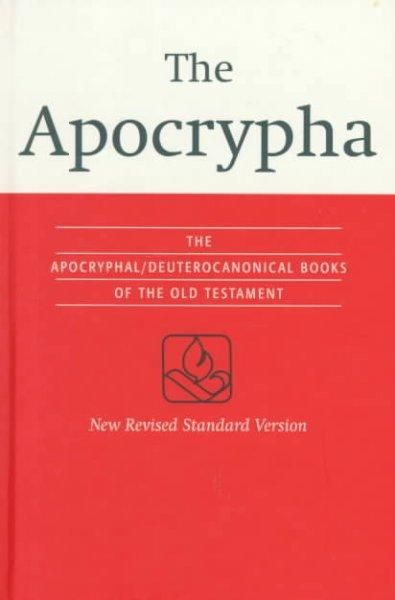 The
Apocrypha
THE
APOCRYPHAL/DEUTEROCANONICAL BOOKS
OF THE OLD TESTAMENT
New Revised Standard Version